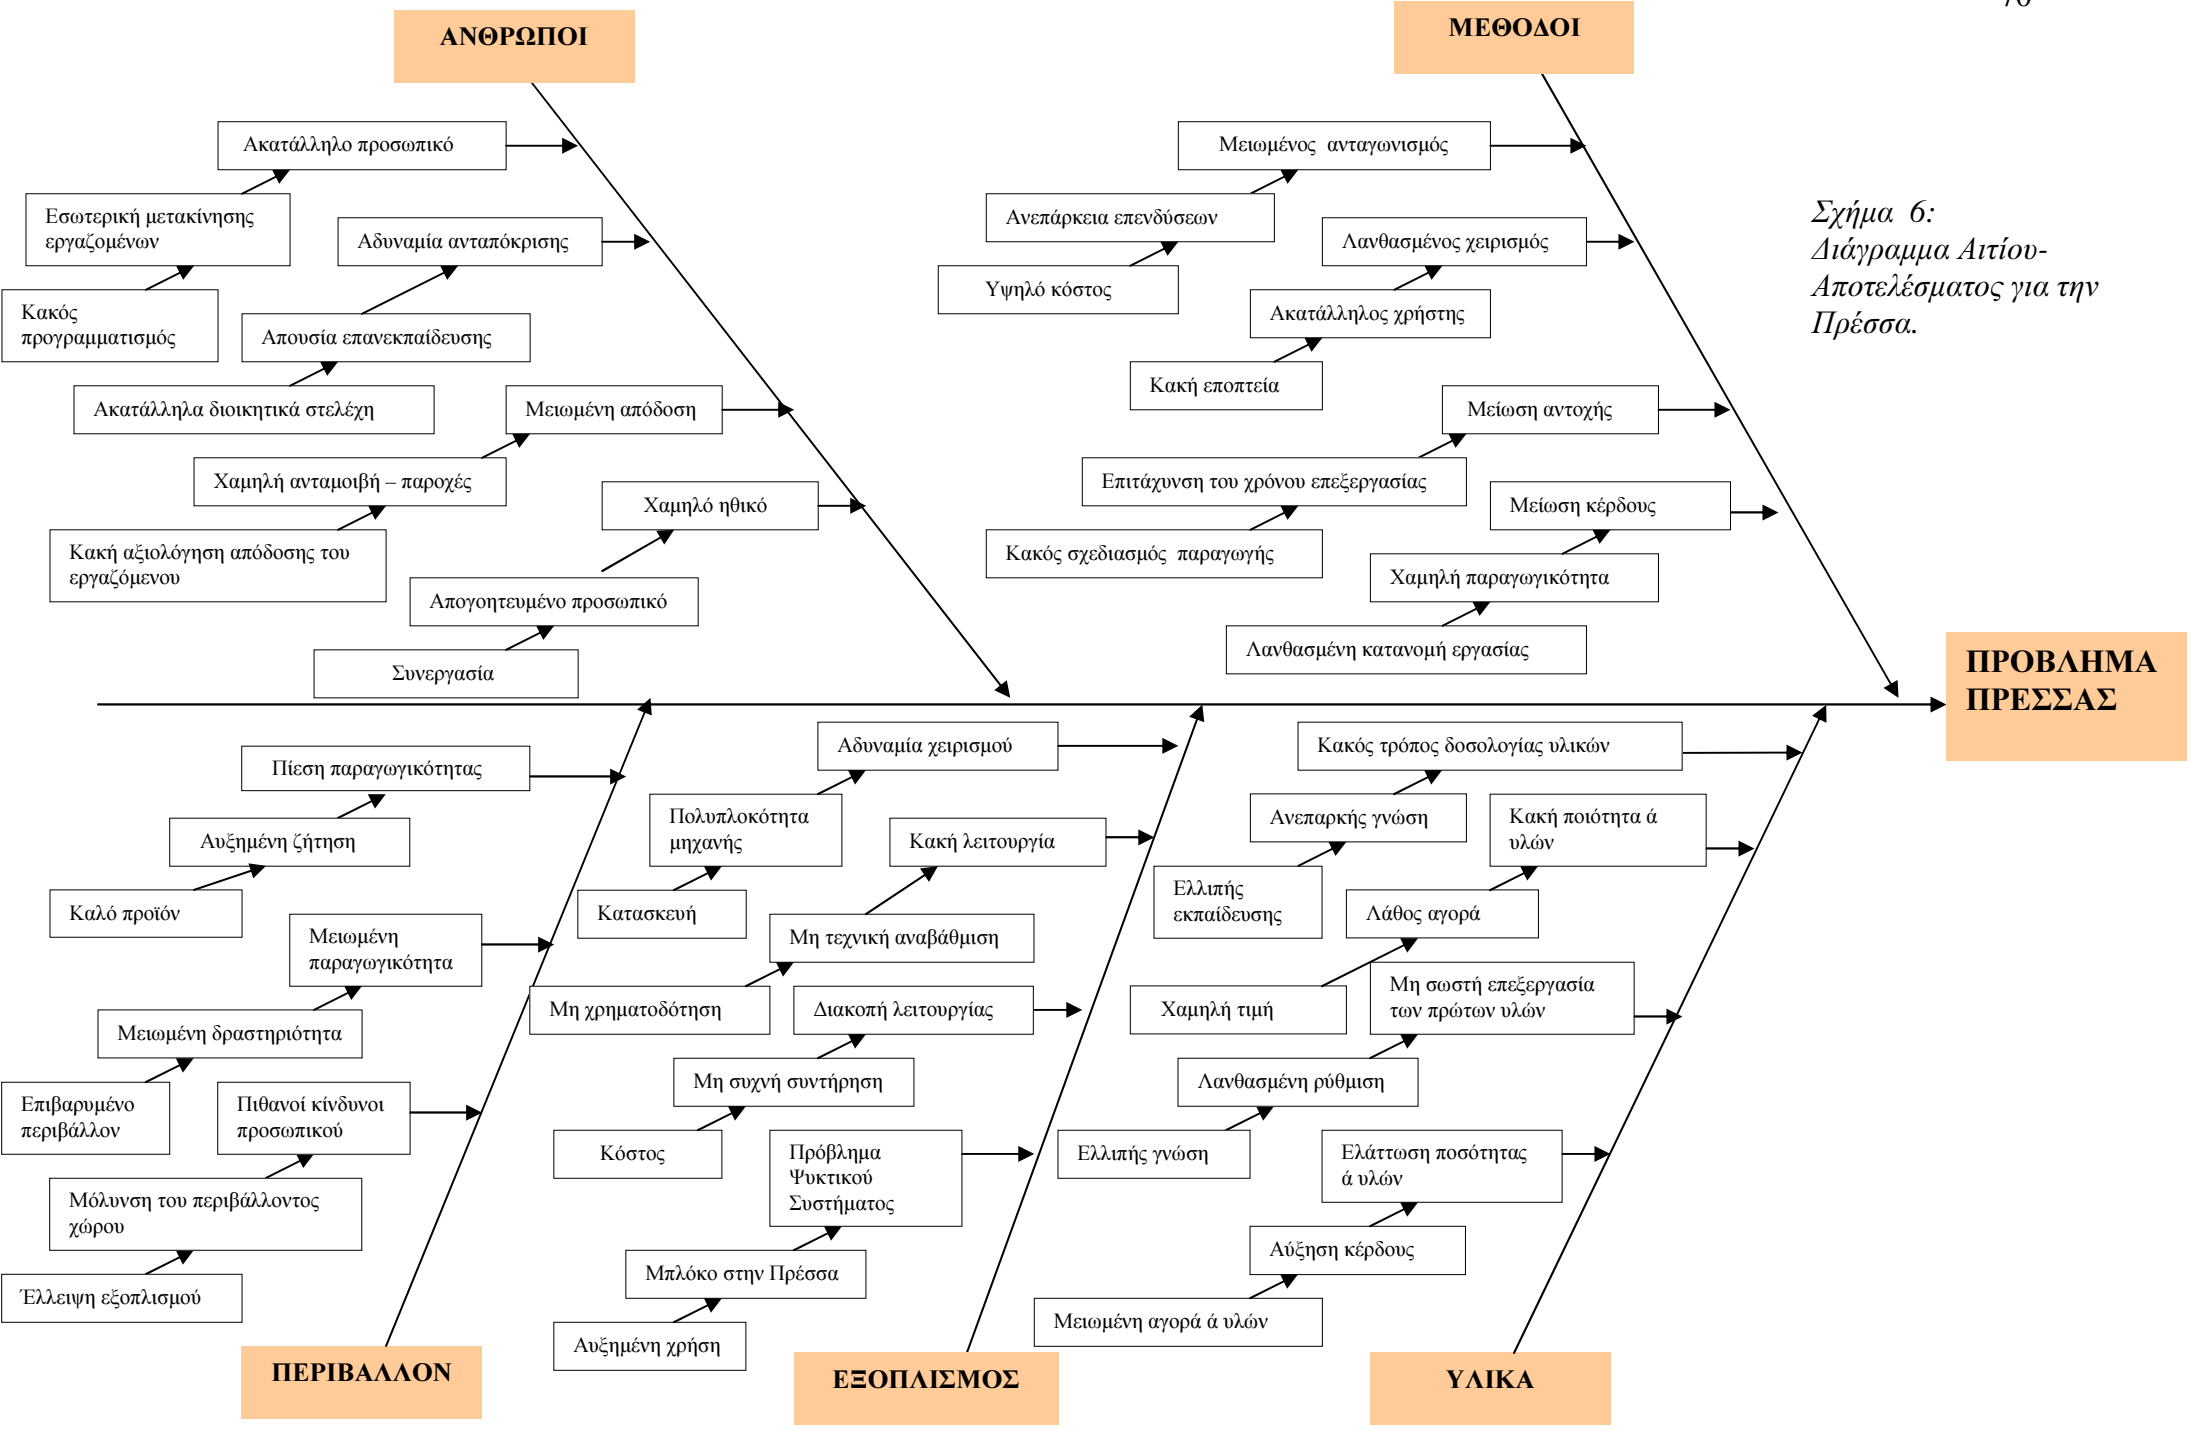 ΑΝΘΡΩΠΟΙ
ΜΕΘΟΔΟΙ
Ακατάλληλο προσωπικό
Εσωτερική μετακίνησης
εργαζομένων
Κακός
προγραμματισμός
Αδυναμία ανταπόκρισης
Απουσία επανεκπαίδευσης
Ακατάλληλα διοικητικά στελέχη
Μειωμένη απόδοση
Χαμηλή ανταμοιβή – παροχές
Κακή αξιολόγηση απόδοσης του
εργαζόμενου
Χαμηλό ηθικό
Απογοητευμένο προσωπικό
Συνεργασία
Μειωμένος ανταγωνισμός
Ανεπάρκεια επενδύσεων
Υψηλό κόστος
Λανθασμένος χειρισμός
Ακατάλληλος χρήστης
Κακή εποπτεία
Μείωση αντοχής
Επιτάχυνση του χρόνου επεξεργασίας
Κακός σχεδιασμός παραγωγής
Μείωση κέρδους
Χαμηλή παραγωγικότητα
Λανθασμένη κατανομή εργασίας
Σχήμα 6:
Διάγραμμα Αιτίου-
Αποτελέσματος για την
Πρέσσα.
ΠΡΟΒΛΗΜΑ
ΠΡΕΣΣΑΣ
Πίεση παραγωγικότητας
Αυξημένη ζήτηση
Καλό προϊόν
Μειωμένη
παραγωγικότητα
Μειωμένη δραστηριότητα
Επιβαρυμένο
περιβάλλον
Πιθανοί κίνδυνοι
προσωπικού
Μόλυνση του περιβάλλοντος
χώρου
Έλλειψη εξοπλισμού
Αδυναμία χειρισμού
Πολυπλοκότητα
μηχανής
Κατασκευή
Κακή λειτουργία
Μη τεχνική αναβάθμιση
Μη χρηματοδότηση
Διακοπή λειτουργίας
Μη συχνή συντήρηση
Κόστος
Πρόβλημα
Ψυκτικού
Συστήματος
Μπλόκο στην Πρέσσα
Αυξημένη χρήση
Κακός τρόπος δοσολογίας υλικών
Ανεπαρκής γνώση
Ελλιπής
εκπαίδευσης
Κακή ποιότητα ά
υλών
Λάθος αγορά
Χαμηλή τιμή
Μη σωστή επεξεργασία
των πρώτων υλών
Λανθασμένη ρύθμιση
Ελλιπής γνώση
Ελάττωση ποσότητας
ά υλών
Αύξηση κέρδους
Μειωμένη αγορά ά υλών
ΠΕΡΙΒΑΛΛΟΝ
ΕΞΟΠΛΙΣΜΟΣ
ΥΛΙΚΑ